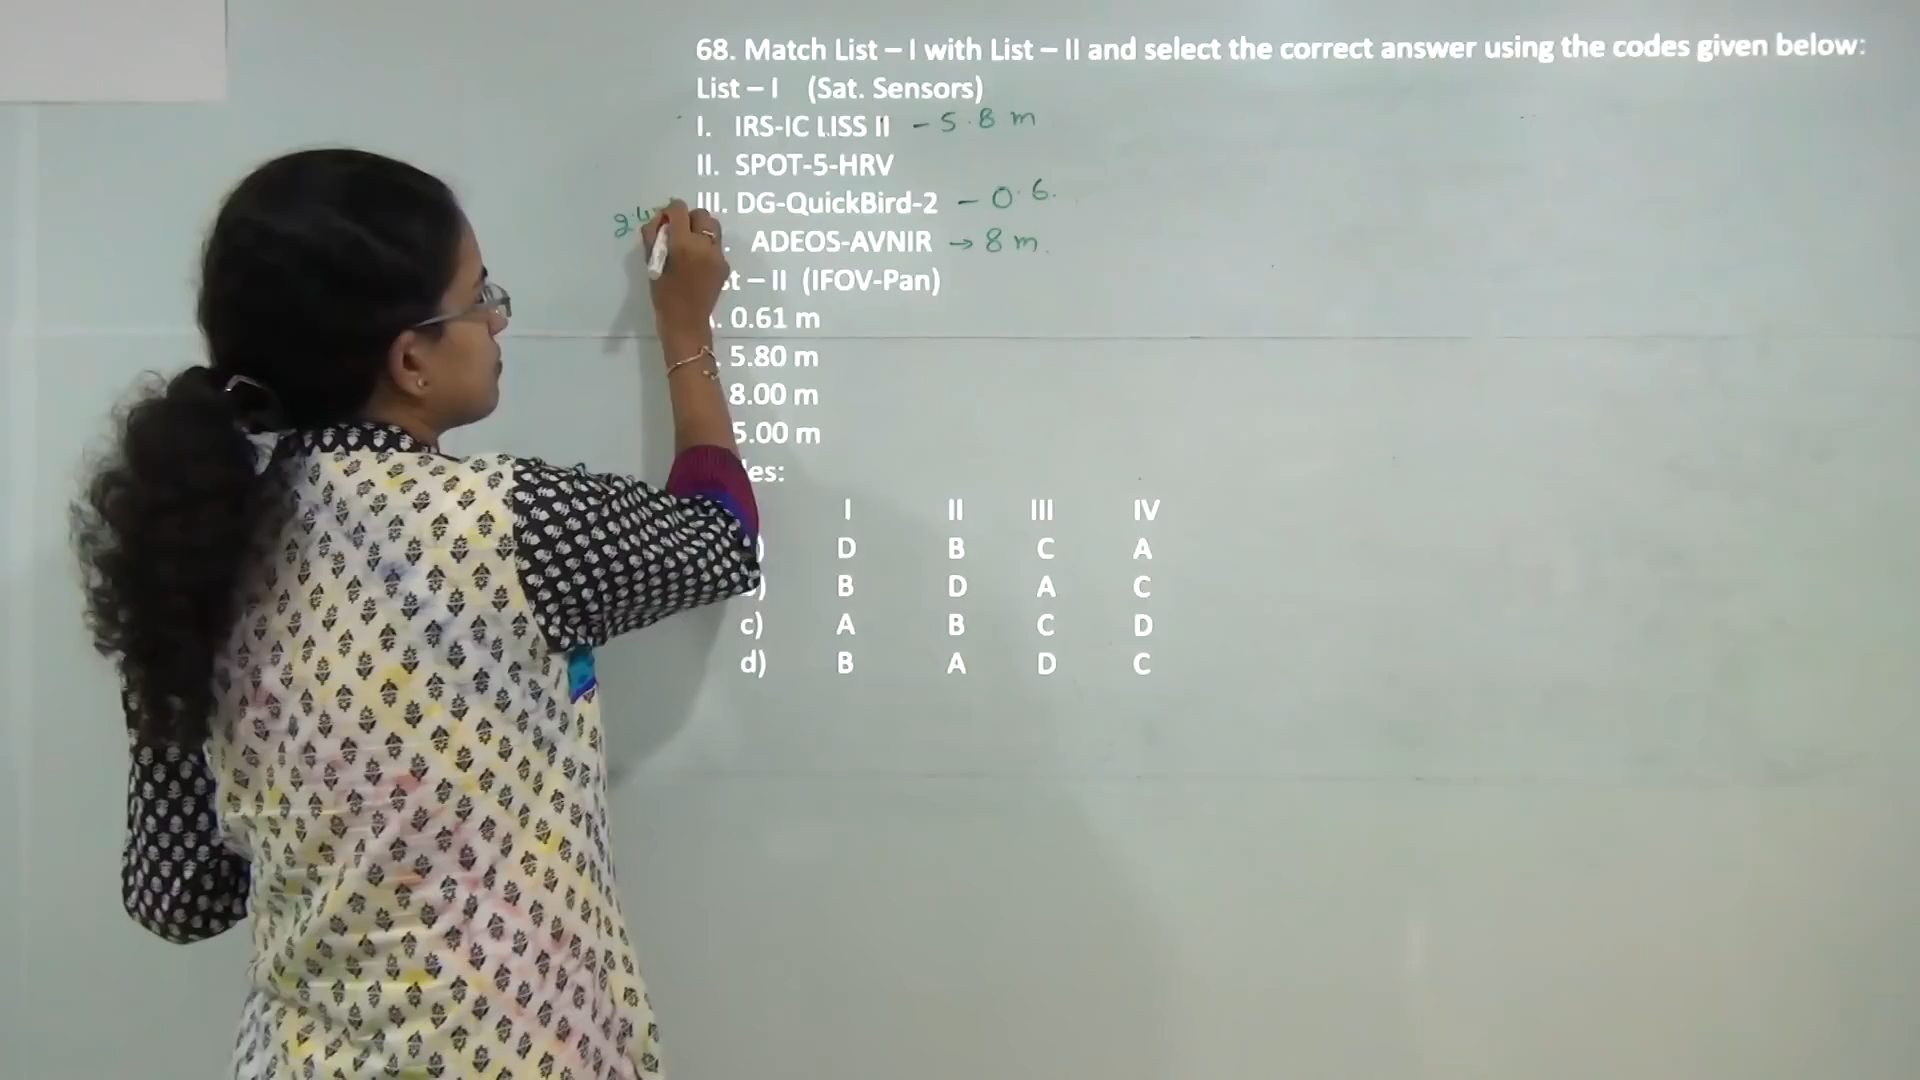 68. Match List – I with List – II and select the correct answer using the codes given below:
List – I (Sat. Sensors)
I. IRS-IC LISS II – 5.8 m
II. SPOT-5-HRV
III. DG-QuickBird-2 – 0.6.
. ADEOS-AVNIR → 8 m.
t – II (IFOV-Pan)
. 0.61 m
. 5.80 m
8.00 m
5.00 m
les:
I II III IV
) D B C A
) B D A C
c) A B C D
d) B A D C